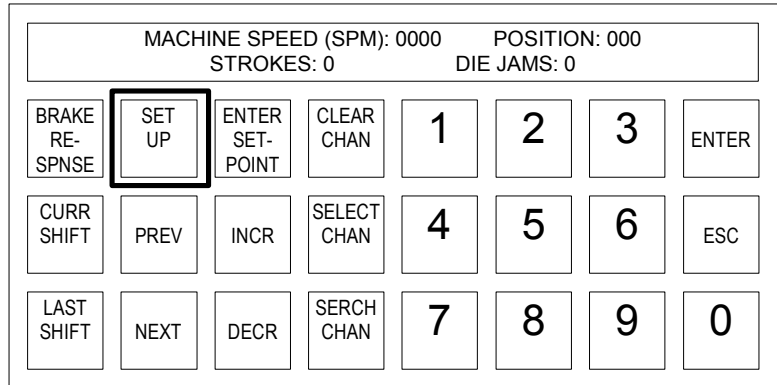 MACHINE SPEED (SPM): 0000 POSITION: 000
STROKES: 0 DIE JAMS: 0
BRAKE
RE-
SPNSE
SET
UP
ENTER
SET-
POINT
CLEAR
CHAN
1
2
3
ENTER
CURR
SHIFT
PREV
INCR
SELECT
CHAN
4
5
6
ESC
LAST
SHIFT
NEXT
DECR
SERCH
CHAN
7
8
9
0